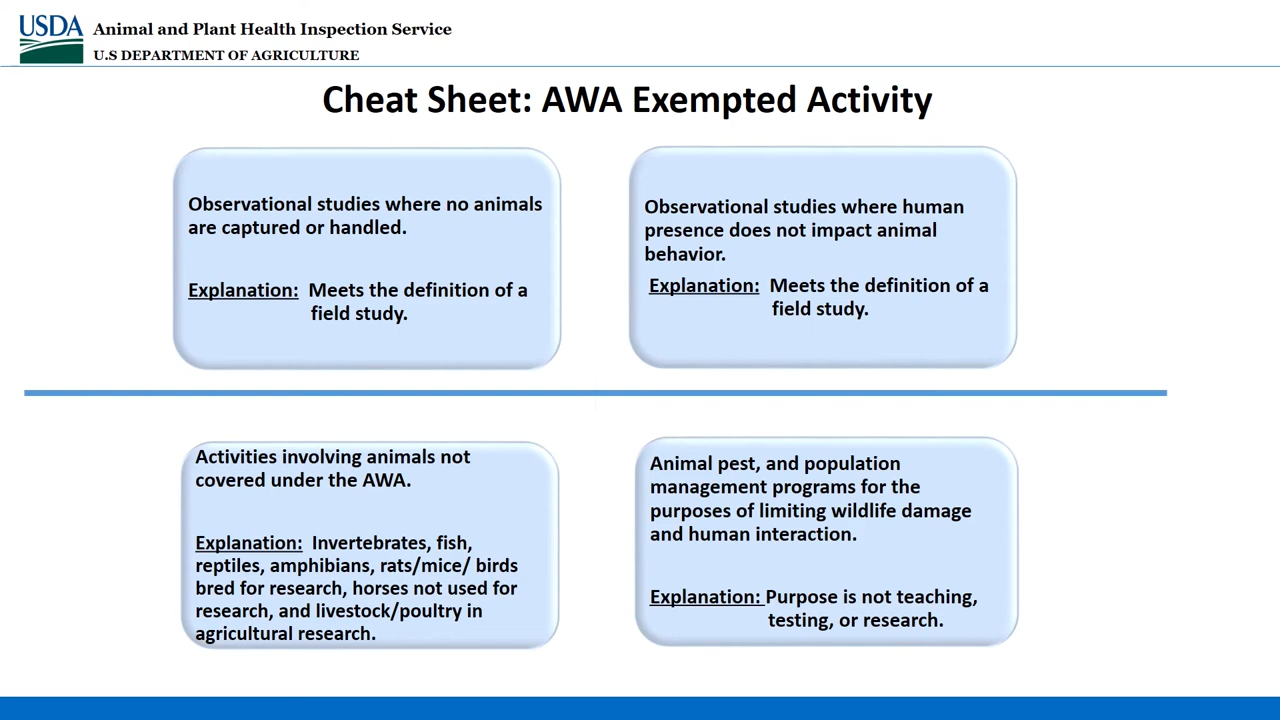 USDA
Animal and Plant Health Inspection Service
U.S DEPARTMENT OF AGRICULTURE
Cheat Sheet: AWA Exempted Activity
Observational studies where no animals
are captured or handled.
Explanation: Meets the definition of a
field study.
Observational studies where human
presence does not impact animal
behavior.
Explanation: Meets the definition of a
field study.
Activities involving animals not
covered under the AWA.
Explanation: Invertebrates, fish,
reptiles, amphibians, rats/mice/ birds
bred for research, horses not used for
research, and livestock/poultry in
agricultural research.
Animal pest, and population
management programs for the
purposes of limiting wildlife damage
and human interaction.
Explanation: Purpose is not teaching,
testing, or research.